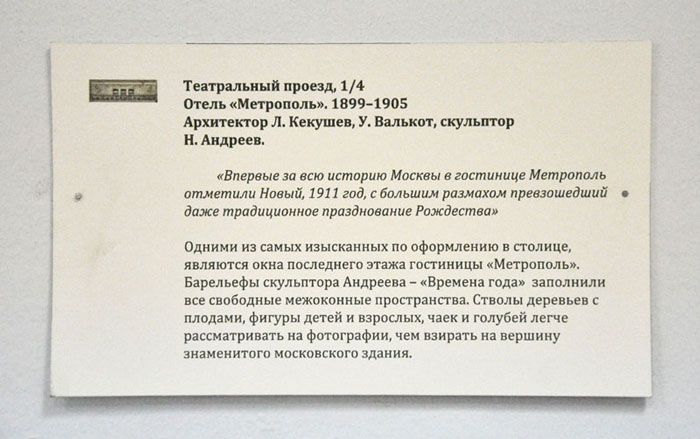 Театральный проезд, 1/4
Отель «Метрополь». 1899–1905
Архитектор Л. Кекушев, У. Валькот, скульптор
Н. Андреев.
«Впервые за всю историю Москвы в гостинице Метрополь
отметили Новый, 1911 год, с большим размахом превзошедший
даже традиционное празднование Рождества»
Одними из самых изысканных по оформлению в столице,
являются окна последнего этажа гостиницы «Метрополь».
Барельефы скульптора Андреева – «Времена года» заполнили
все свободные межоконные пространства. Стволы деревьев с
плодами, фигуры детей и взрослых, чаек и голубей легче
рассматривать на фотографии, чем взирать на вершину
знаменитого московского здания.